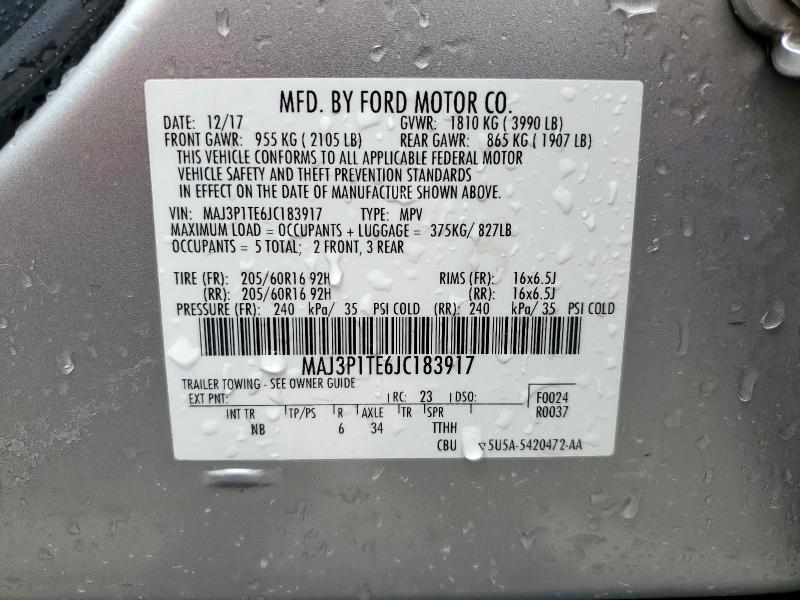 MFD. BY FORD MOTOR CO.
DATE: 12/17 GVWR: 1810 KG ( 3990 LB)
FRONT GAWR: 955 KG ( 2105 LB) REAR GAWR: 865 KG ( 1907 LB)
THIS VEHICLE CONFORMS TO ALL APPLICABLE FEDERAL MOTOR
VEHICLE SAFETY AND THEFT PREVENTION STANDARDS
IN EFFECT ON THE DATE OF MANUFACTURE SHOWN ABOVE.
VIN: MAJ3P1TE6JC183917 TYPE: MPV
MAXIMUM LOAD = OCCUPANTS + LUGGAGE = 375KG/ 827LB
OCCUPANTS = 5 TOTAL; 2 FRONT, 3 REAR
TIRE (FR): 205/60R16 92H RIMS (FR): 16x6.5J
(RR): 205/60R16 92H (RR): 16x6.5J
PRESSURE (FR): 240 kPa/ 35 PSI COLD (RR): 240 kPa/ 35 PSI COLD
MAJ3P1TE6JC183917
TRAILER TOWING - SEE OWNER GUIDE
EXT PNT: RC: 23 DSO: F0024
INT TR TP/PS R AXLE TR SPR R0037
NB 6 34 TTHH
CBU 5U5A-5420472-AA